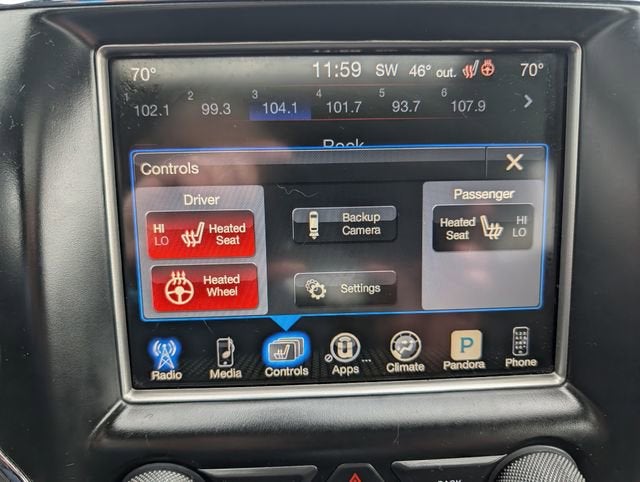 70° 11:59 SW 46° out. 70°
2 3 4 5 6
102.1 99.3 104.1 101.7 93.7 107.9
Rock
Controls
Driver
HI LO Heated Seat
Heated Wheel
Backup Camera
Settings
Passenger
Heated Seat HI LO
Radio Media Controls Apps ... Climate P Pandora Phone
BACK